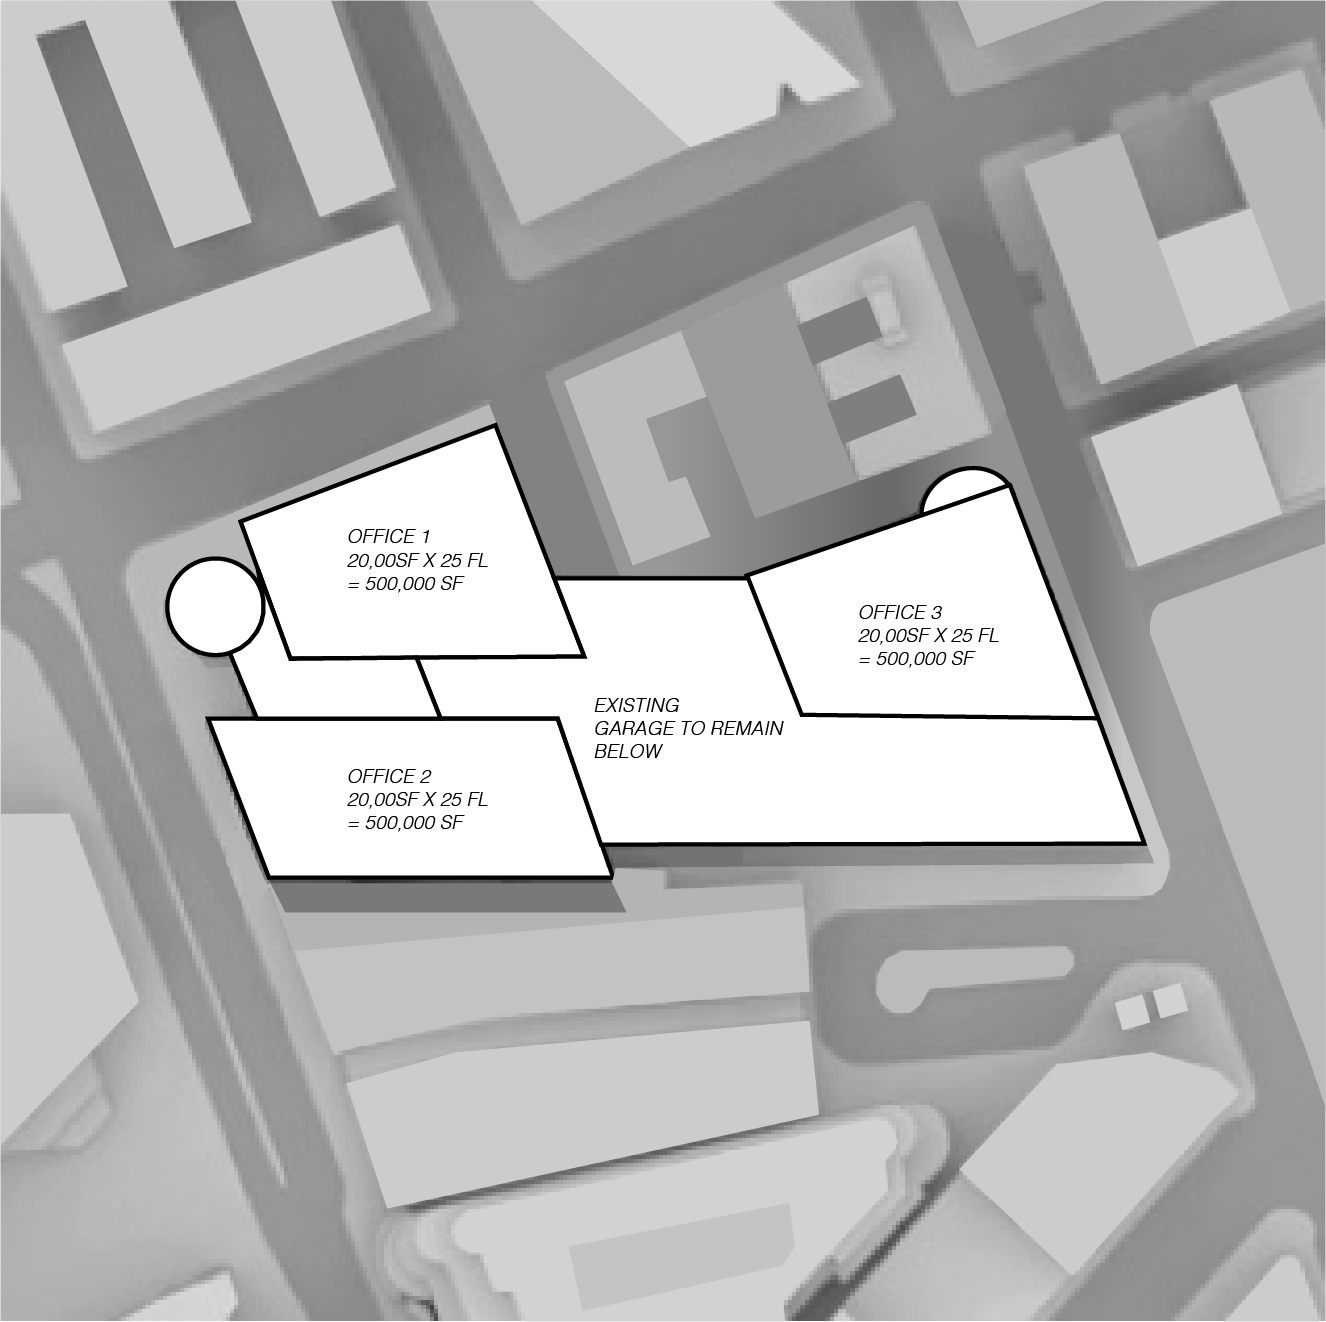 OFFICE 1
20,00SF X 25 FL
= 500,000 SF
OFFICE 3
20,00SF X 25 FL
= 500,000 SF
EXISTING
GARAGE TO REMAIN
BELOW
OFFICE 2
20,00SF X 25 FL
= 500,000 SF